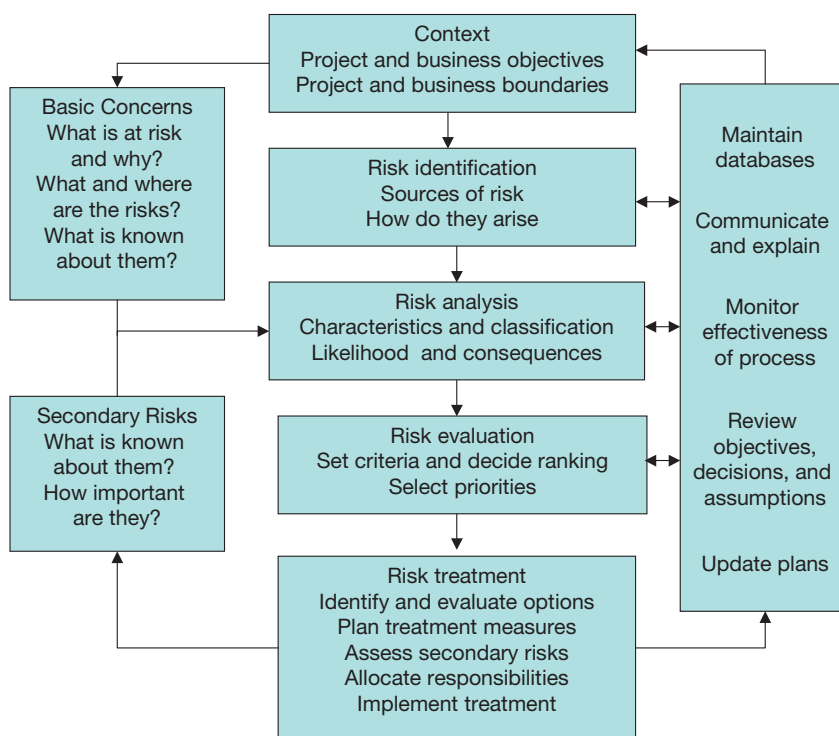 Context
Project and business objectives
Project and business boundaries
Basic Concerns
What is at risk
and why?
What and where
are the risks?
What is known
about them?
Risk identification
Sources of risk
How do they arise
Risk analysis
Characteristics and classification
Likelihood and consequences
Secondary Risks
What is known
about them?
How important
are they?
Risk evaluation
Set criteria and decide ranking
Select priorities
Risk treatment
Identify and evaluate options
Plan treatment measures
Assess secondary risks
Allocate responsibilities
Implement treatment
Maintain
databases
Communicate
and explain
Monitor
effectiveness
of process
Review
objectives,
decisions, and
assumptions
Update plans